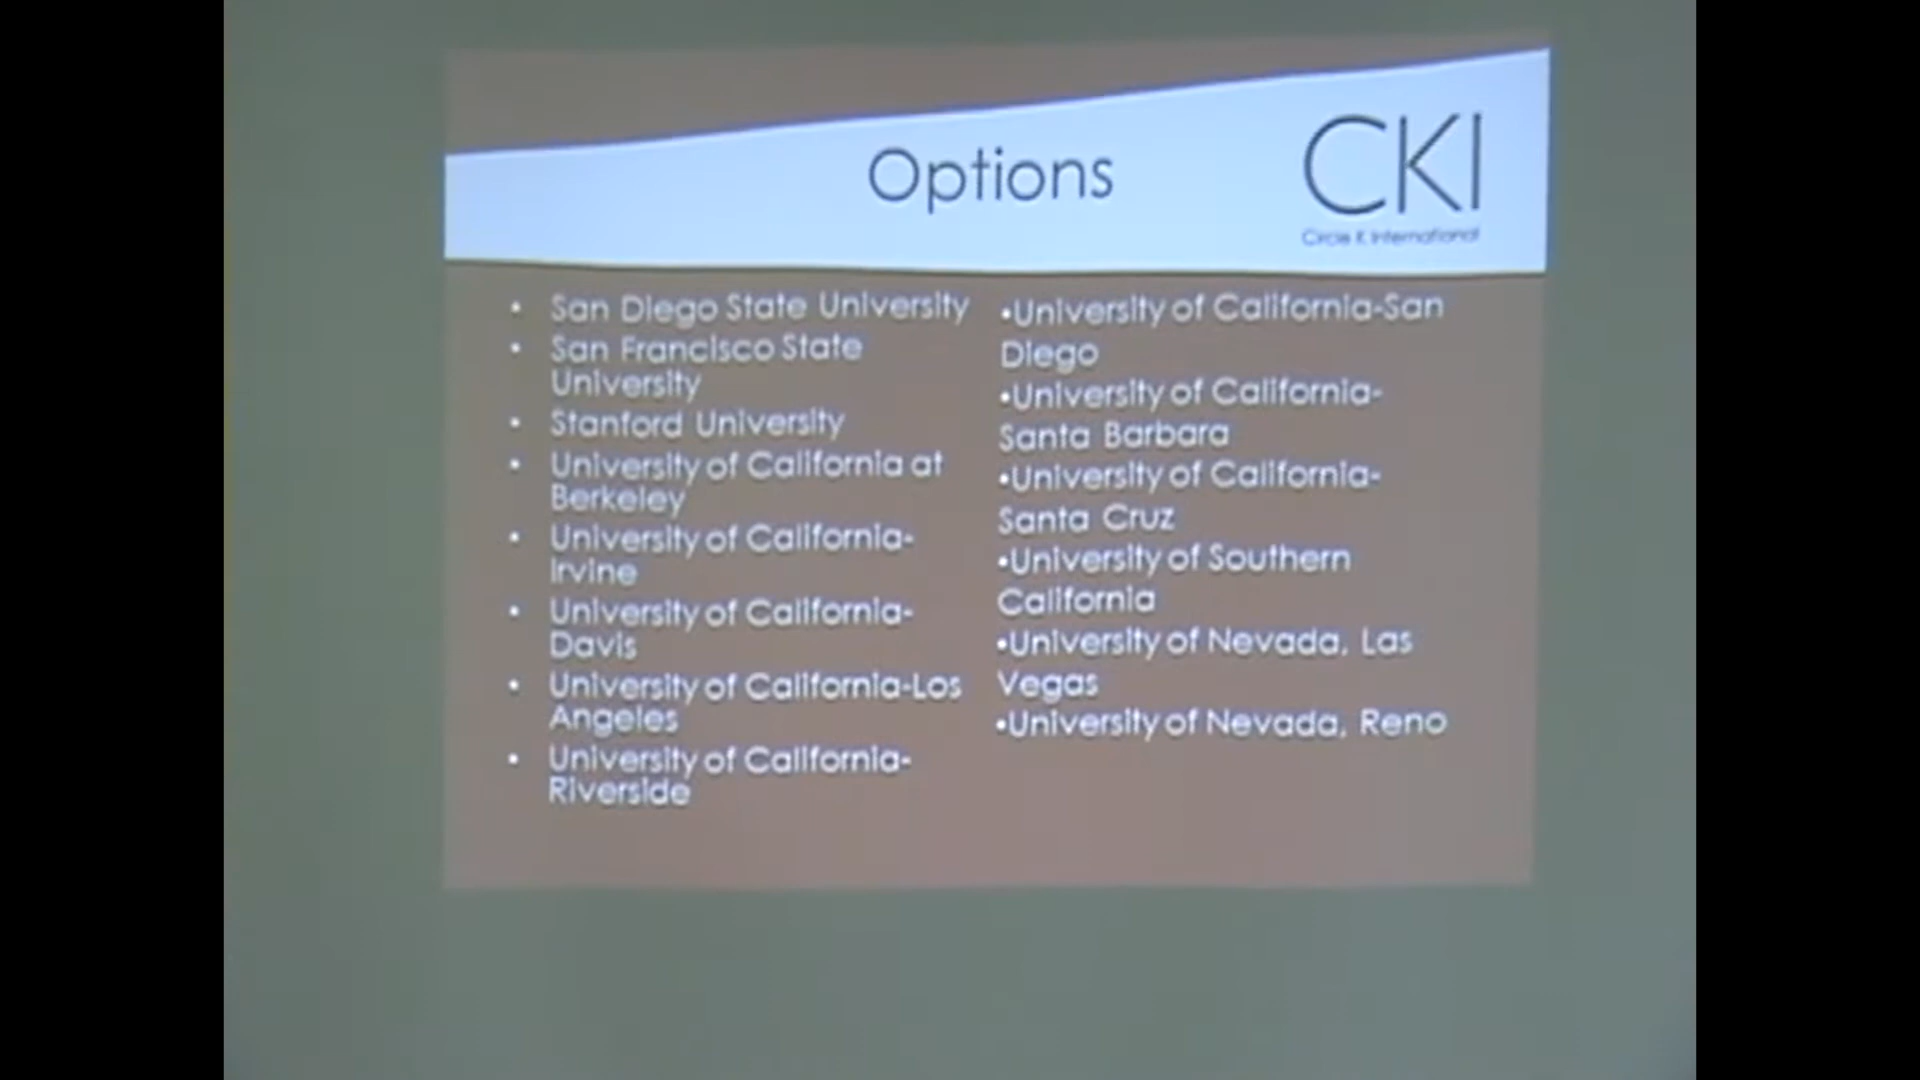 Options
CKI
Circle K International
• San Diego State University
• San Francisco State
University
• Stanford University
• University of California at
Berkeley
• University of California-
Irvine
• University of California-
Davis
• University of California-Los
Angeles
• University of California-
Riverside
•University of California-San
Diego
•University of California-
Santa Barbara
•University of California-
Santa Cruz
•University of Southern
California
•University of Nevada, Las
Vegas
•University of Nevada, Reno